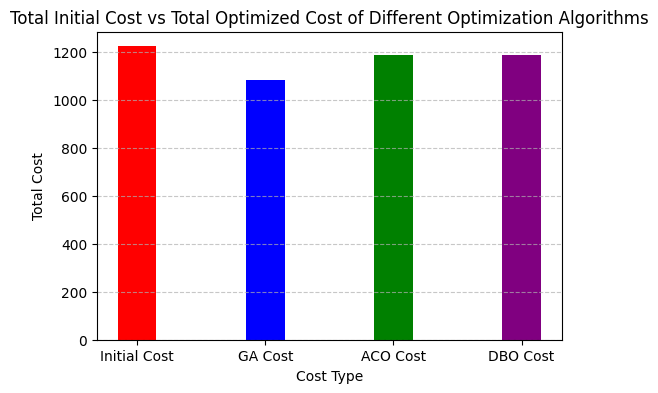 Total Initial Cost vs Total Optimized Cost of Different Optimization Algorithms
1200
1000
800
600
400
200
0
Total Cost
Initial Cost GA Cost ACO Cost DBO Cost
Cost Type